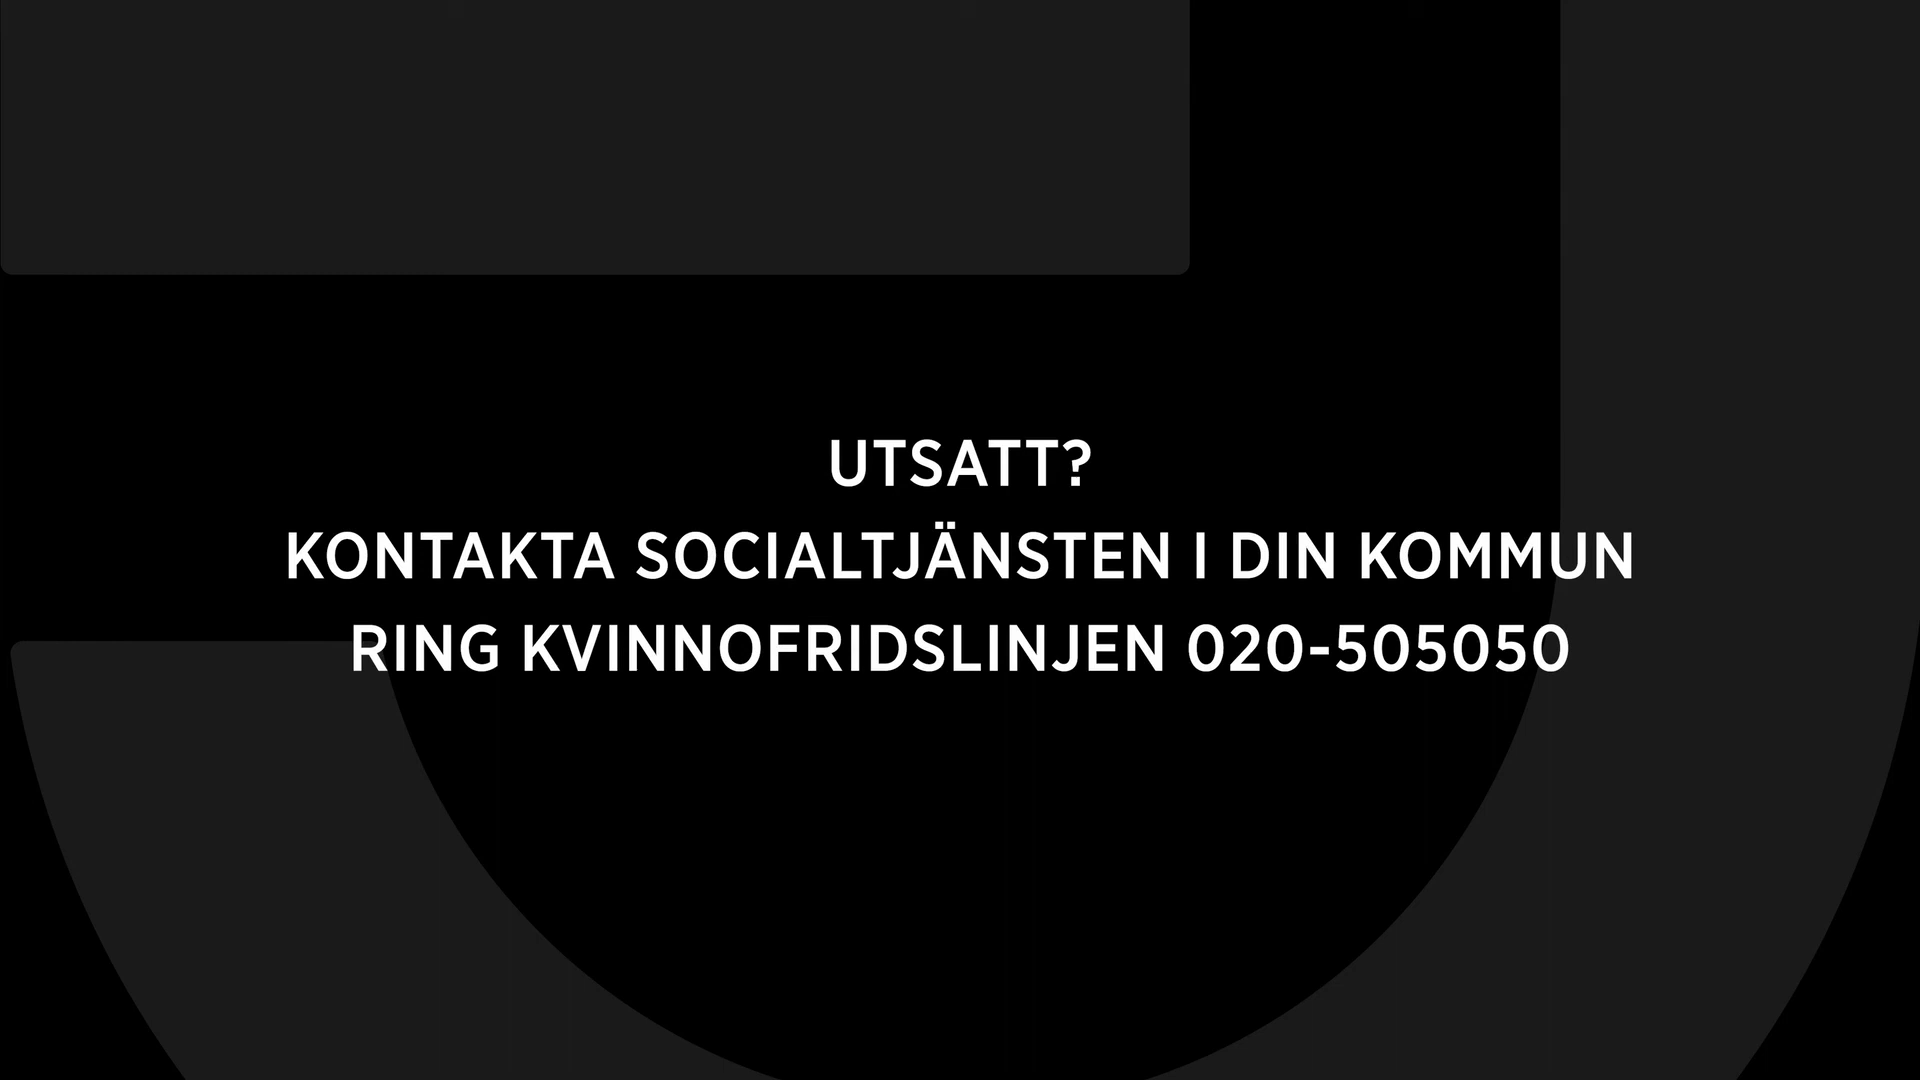 UTSATT?
KONTAKTA SOCIALTJÄNSTEN I DIN KOMMUN
RING KVINNOFRIDSLINJEN 020-505050